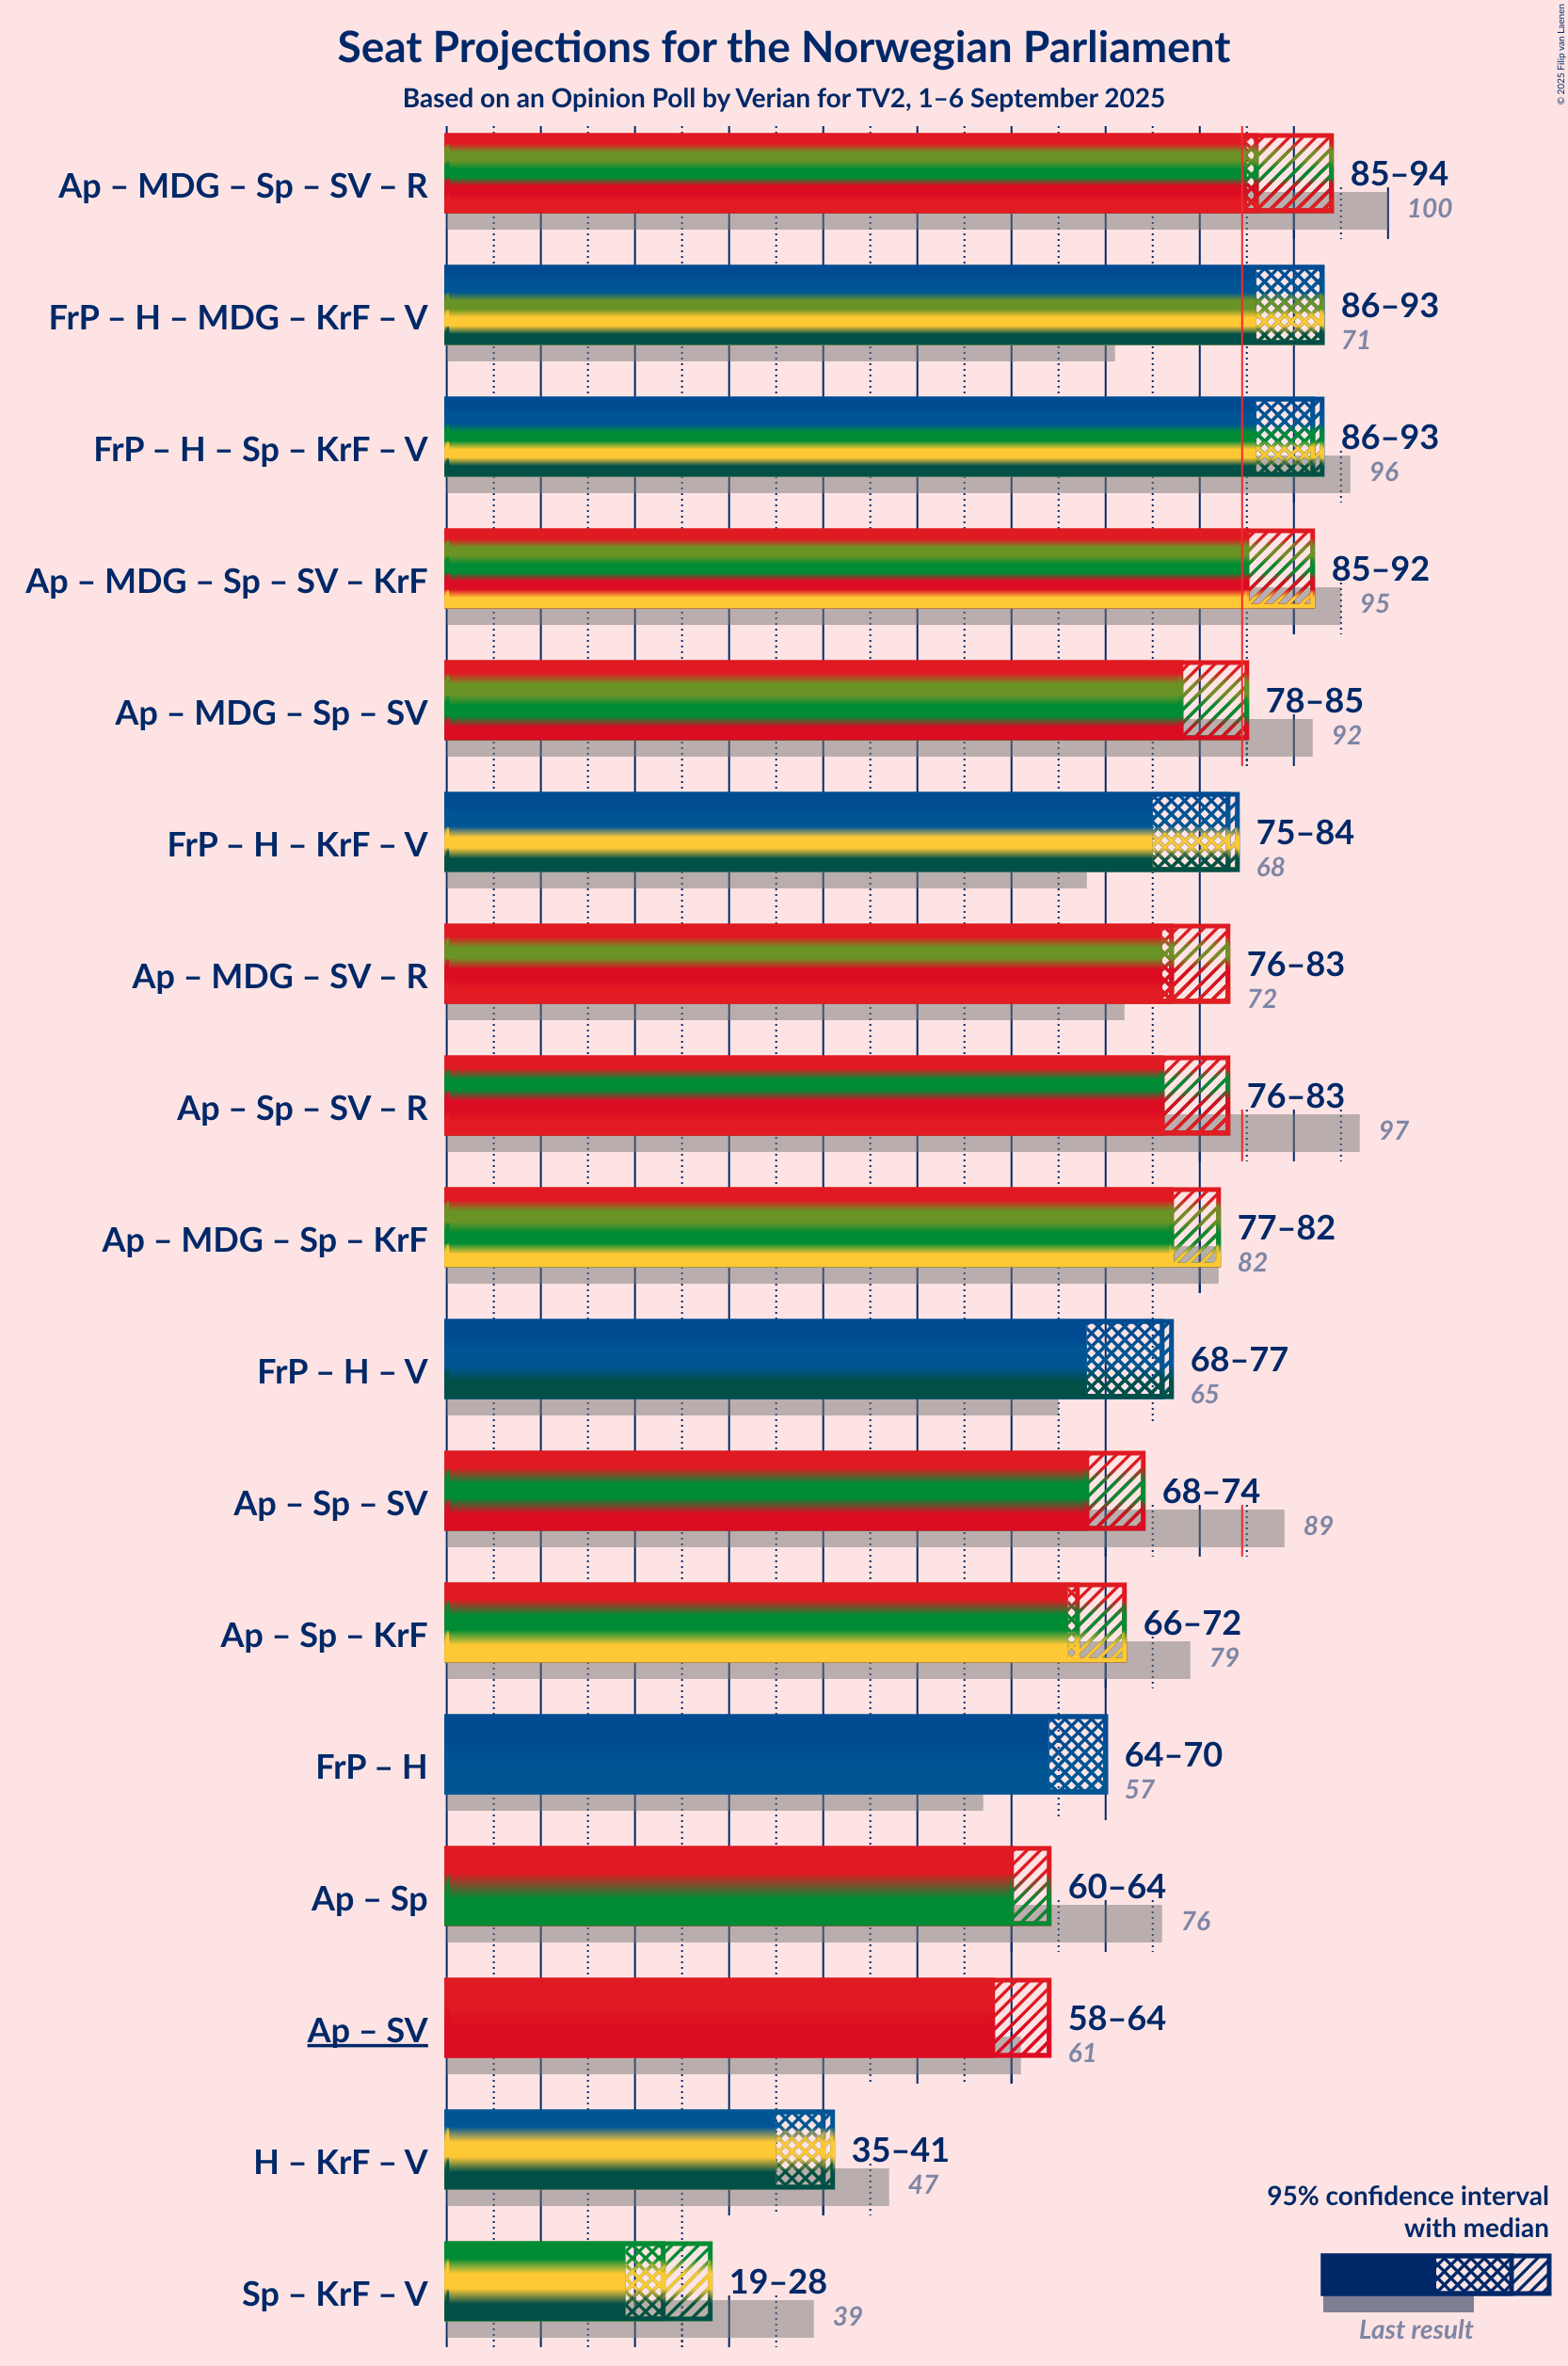 Seat Projections for the Norwegian Parliament
Based on an Opinion Poll by Verian for TV2, 1–6 September 2025
© 2025 Filip van Laenen
Ap – MDG – Sp – SV – R
85–94
100
FrP – H – MDG – KrF – V
86–93
71
FrP – H – Sp – KrF – V
86–93
96
Ap – MDG – Sp – SV – KrF
85–92
95
Ap – MDG – Sp – SV
78–85
92
FrP – H – KrF – V
75–84
68
Ap – MDG – SV – R
76–83
72
Ap – Sp – SV – R
76–83
97
Ap – MDG – Sp – KrF
77–82
82
FrP – H – V
68–77
65
Ap – Sp – SV
68–74
89
Ap – Sp – KrF
66–72
79
FrP – H
64–70
57
Ap – Sp
60–64
76
Ap – SV
58–64
61
H – KrF – V
35–41
47
Sp – KrF – V
19–28
39
95% confidence interval
with median
Last result